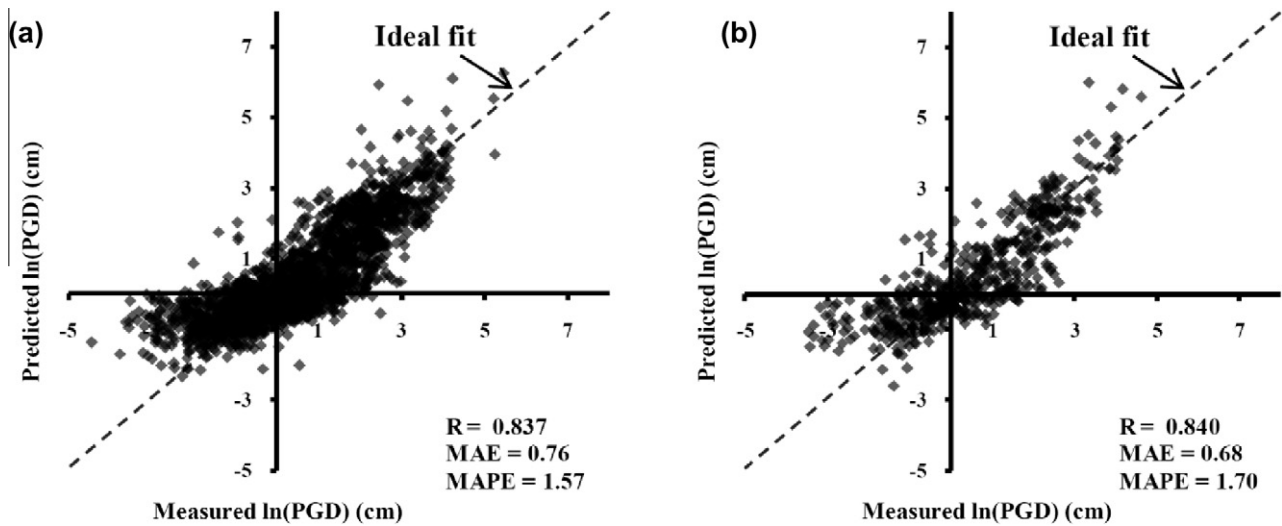 (a)
Ideal fit
7
5
3
1
-5
1
3
5
7
-3
-5
Predicted ln(PGD) (cm)
R = 0.837
MAE = 0.76
MAPE = 1.57
Measured ln(PGD) (cm)
(b)
Ideal fit
7
5
3
1
-5
1
3
5
7
-3
-5
Predicted ln(PGD) (cm)
R = 0.840
MAE = 0.68
MAPE = 1.70
Measured ln(PGD) (cm)